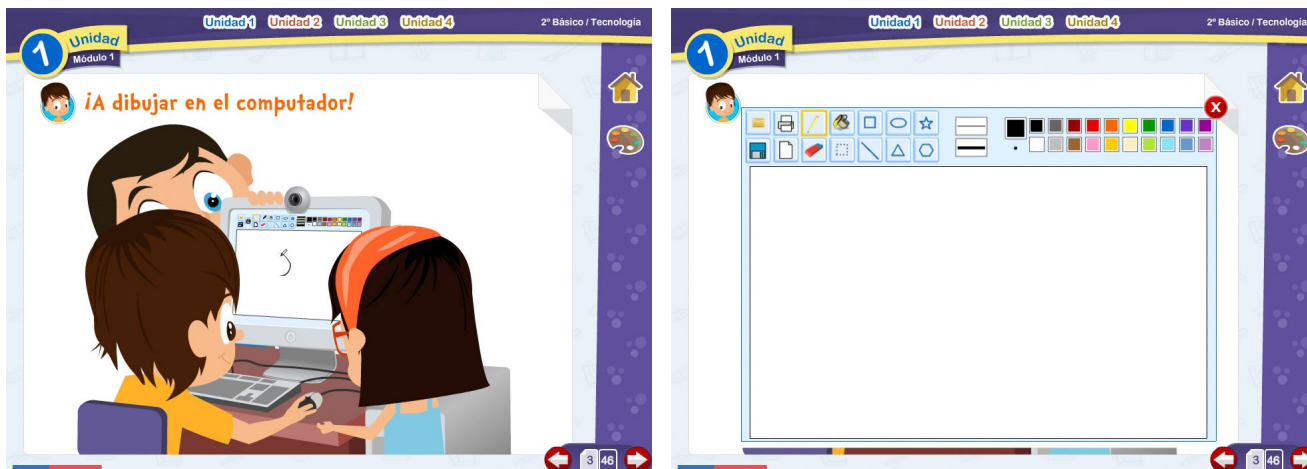 Unidad 1 Unidad 2 Unidad 3 Unidad 4
2º Básico / Tecnología
1 Unidad
Módulo 1
¡A dibujar en el computador!
3 46
Unidad 1 Unidad 2 Unidad 3 Unidad 4
2º Básico / Tecnología
1 Unidad
Módulo 1
X
3 46